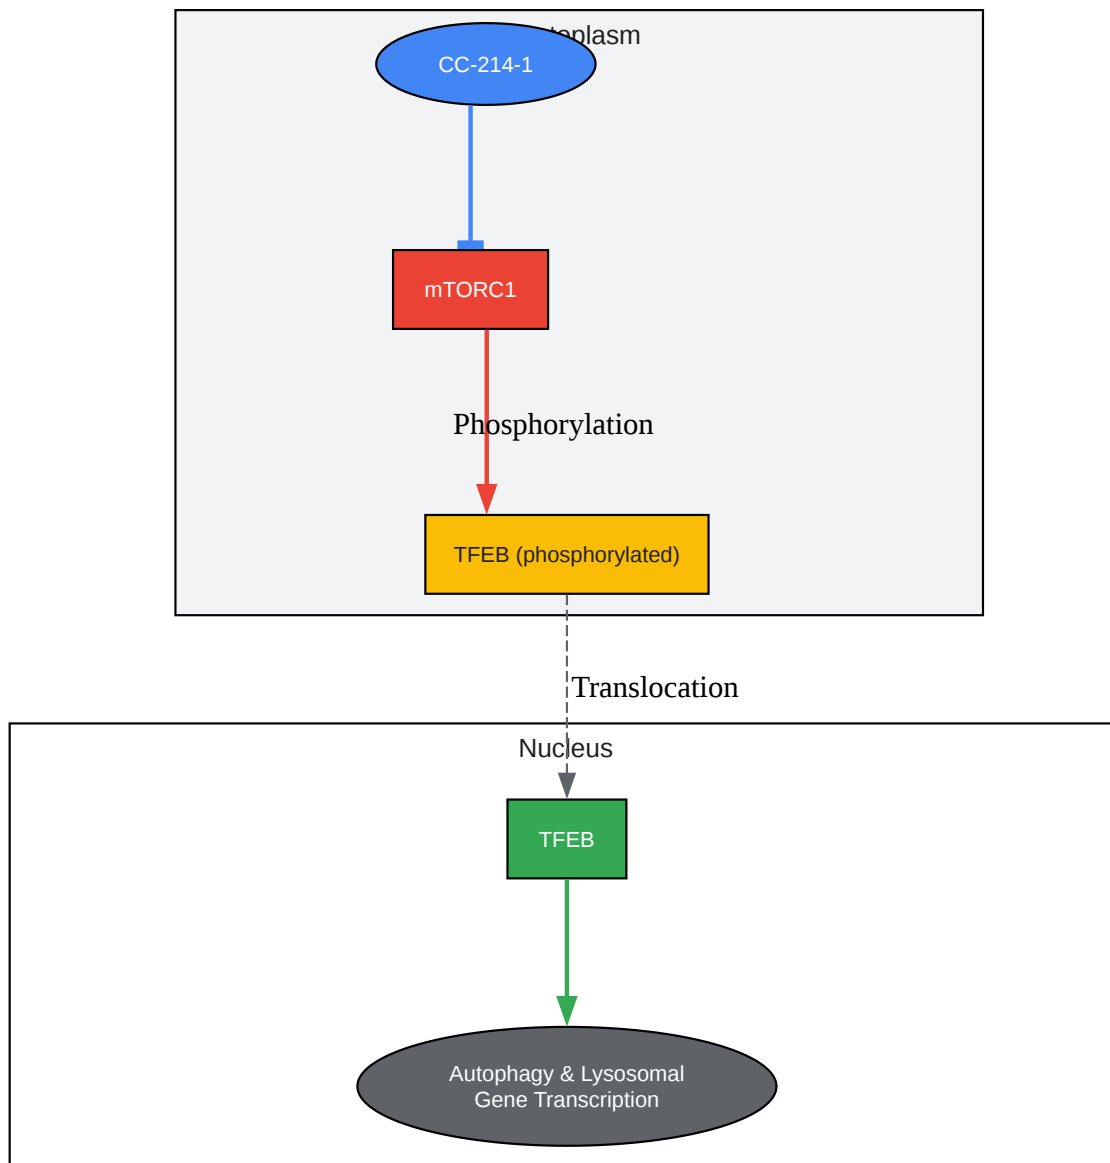 CC-214-1
mTORC1
Phosphorylation
TFEB (phosphorylated)
Translocation
Nucleus
TFEB
Autophagy & Lysosomal
Gene Transcription